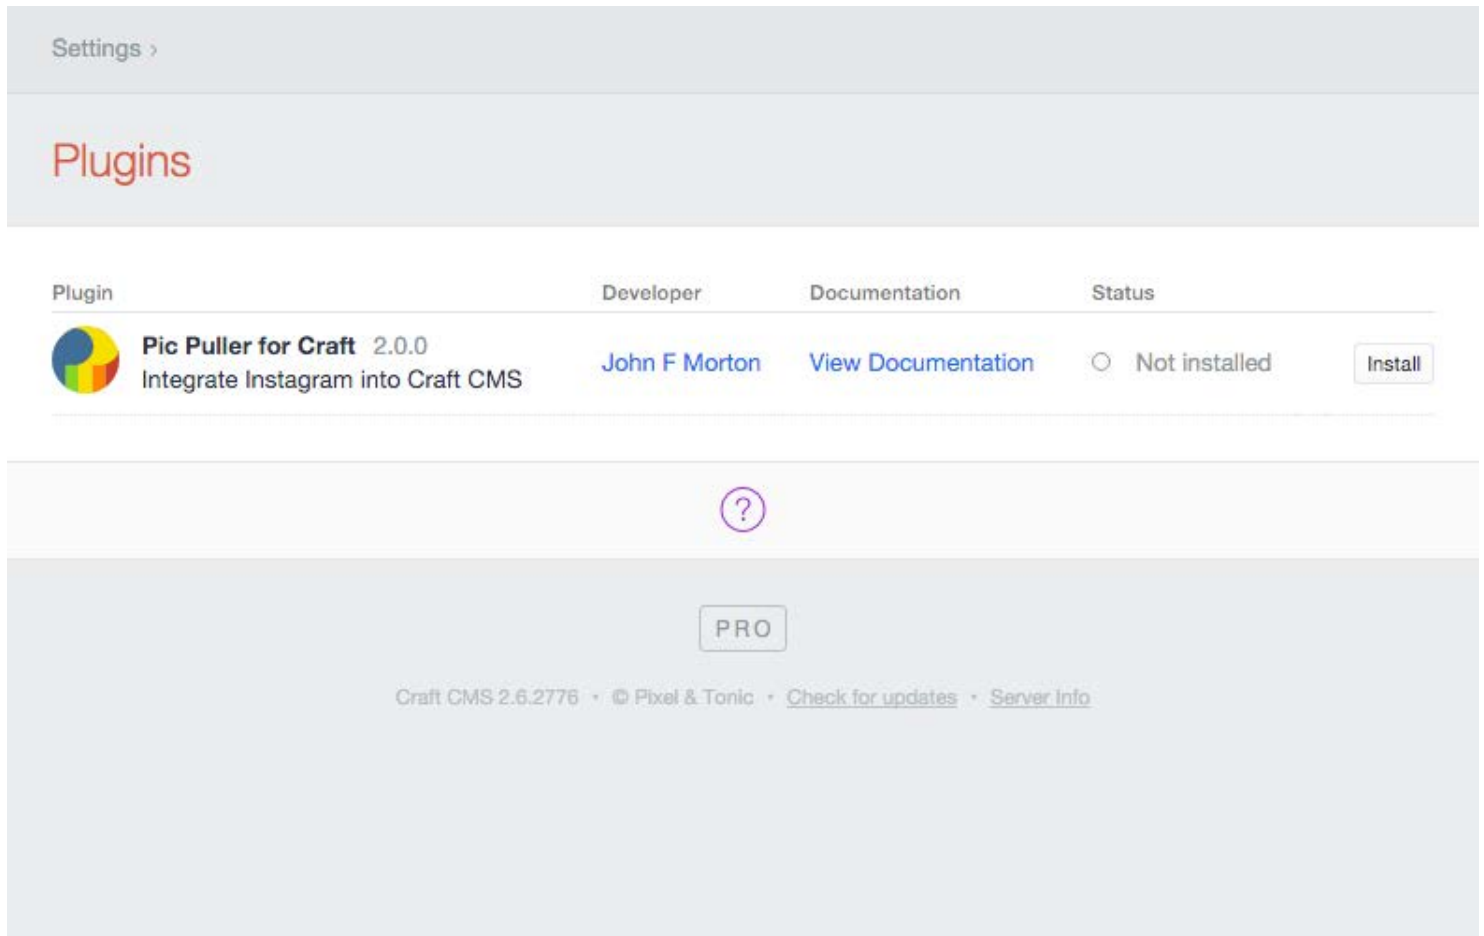 Settings ›
Plugins
Plugin Developer Documentation Status
Pic Puller for Craft 2.0.0
Integrate Instagram into Craft CMS
John F Morton View Documentation Not installed Install
?
PRO
Craft CMS 2.6.2776 • © Pixel & Tonic • Check for updates • Server Info